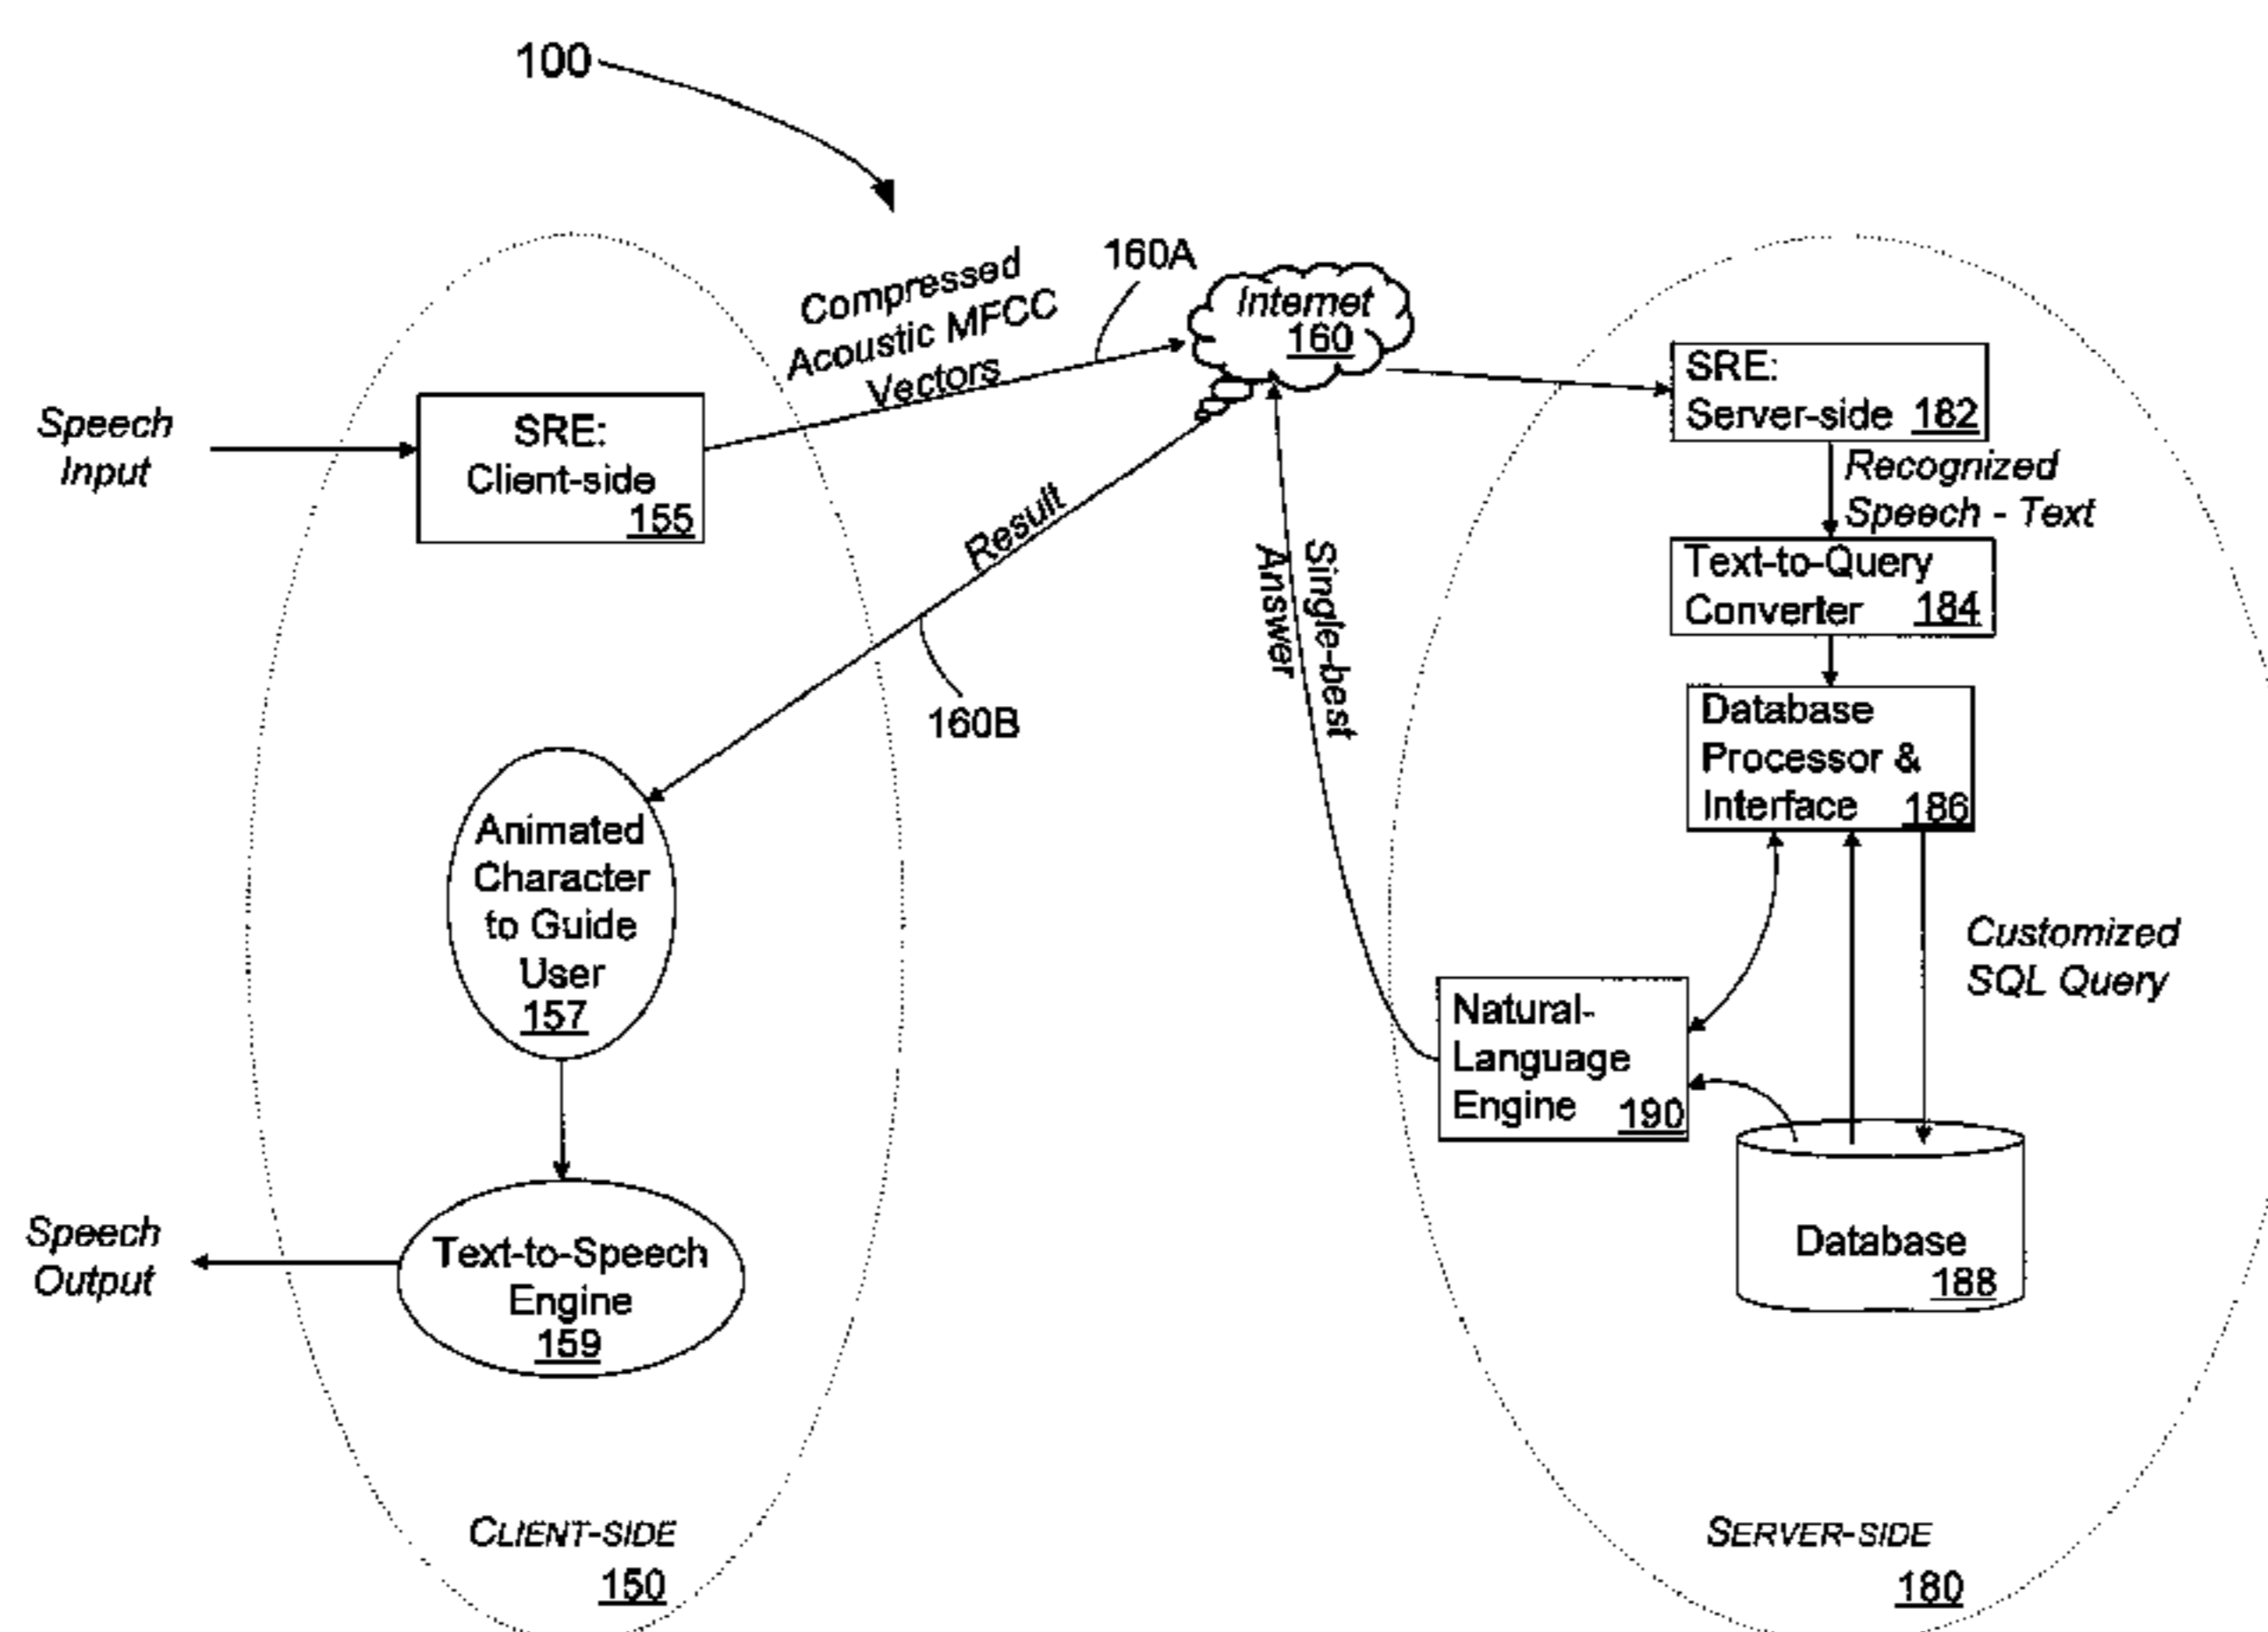 100
160A
Compressed
Acoustic MFCC
Vectors
Internet
160
Speech
Input
SRE:
Client-side
155
SRE:
Server-side 182
Recognized
Speech - Text
Result
160B
Single-best
Answer
Text-to-Query
Converter 184
Database
Processor &
Interface 186
Animated
Character
to Guide
User
157
Customized
SQL Query
Natural-
Language
Engine 190
Speech
Output
Text-to-Speech
Engine
159
Database
188
CLIENT-SIDE
150
SERVER-SIDE
180